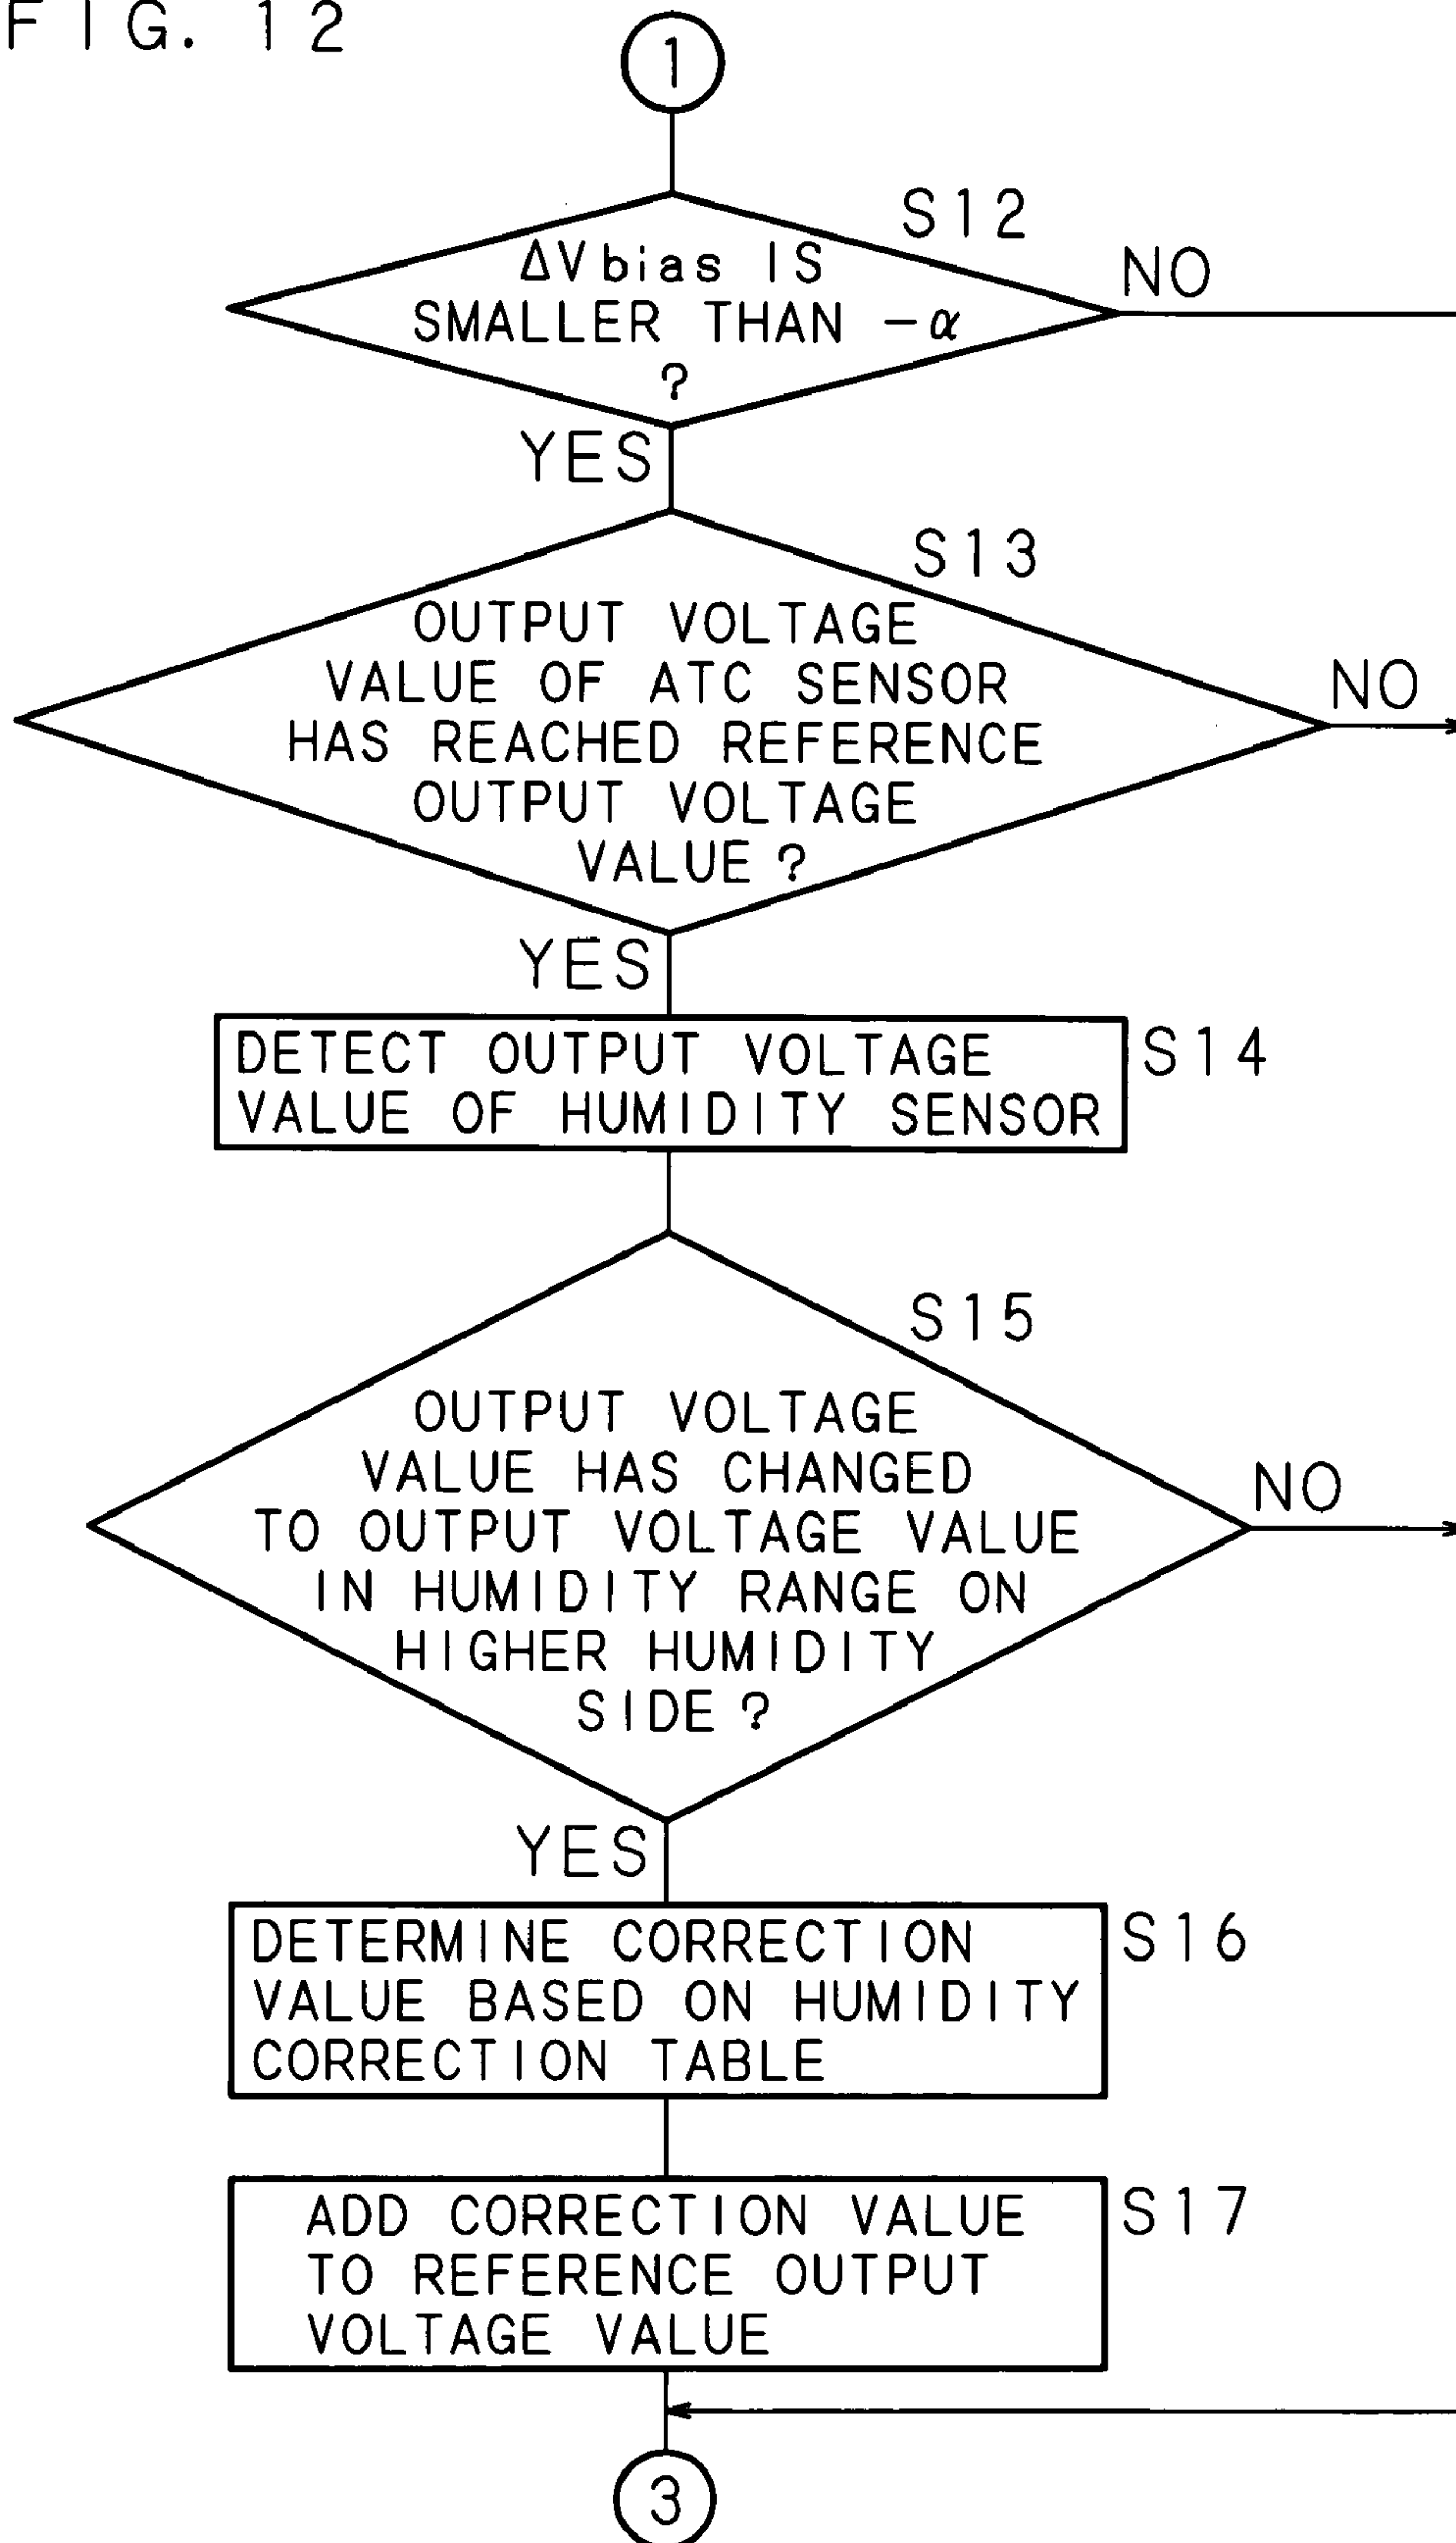 FIG. 12
1
S12
ΔVbias IS
SMALLER THAN -α
?
NO
YES
S13
OUTPUT VOLTAGE
VALUE OF ATC SENSOR
HAS REACHED REFERENCE
OUTPUT VOLTAGE
VALUE?
NO
YES
DETECT OUTPUT VOLTAGE
VALUE OF HUMIDITY SENSOR
S14
S15
OUTPUT VOLTAGE
VALUE HAS CHANGED
TO OUTPUT VOLTAGE VALUE
IN HUMIDITY RANGE ON
HIGHER HUMIDITY
SIDE?
NO
YES
DETERMINE CORRECTION
VALUE BASED ON HUMIDITY
CORRECTION TABLE
S16
ADD CORRECTION VALUE
TO REFERENCE OUTPUT
VOLTAGE VALUE
S17
3